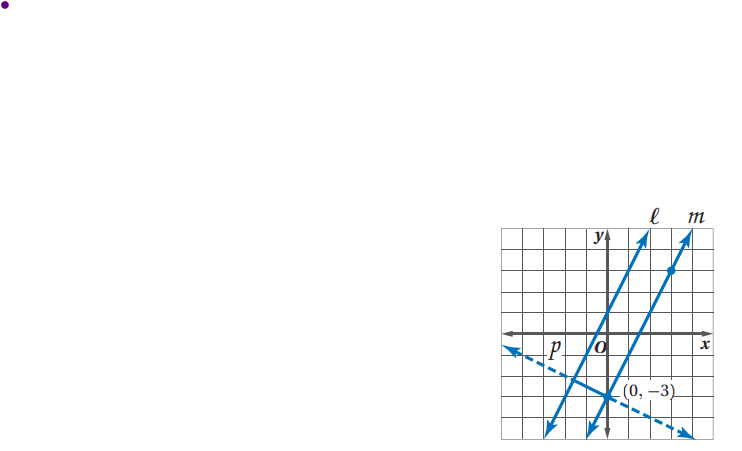 ℓ m
y
p O x
(0, −3)